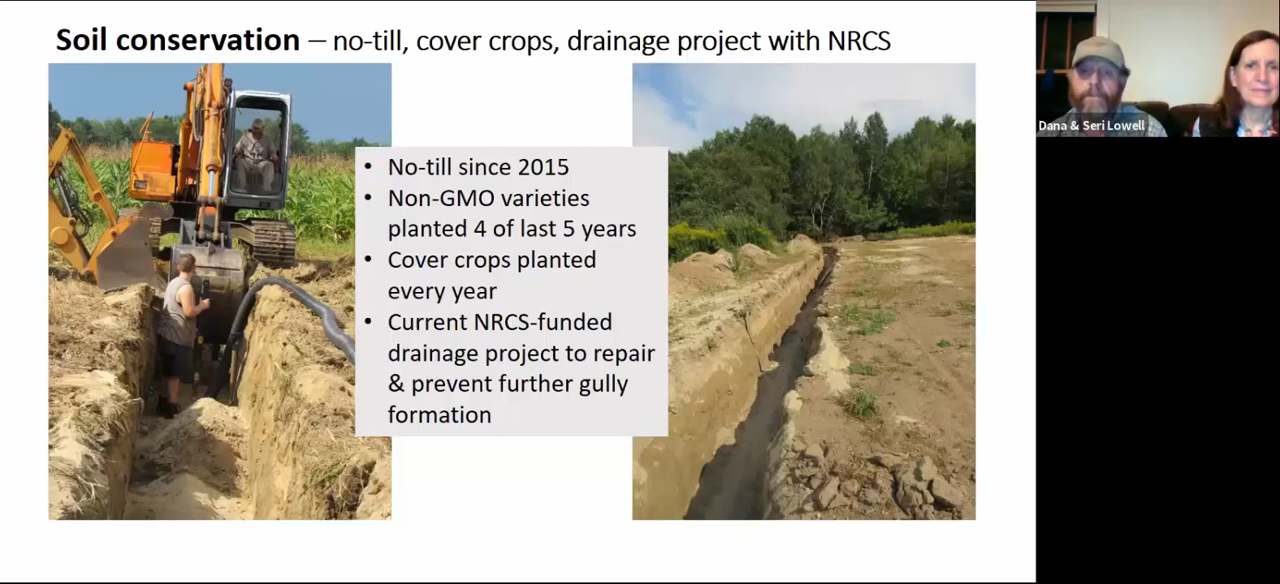 Soil conservation – no-till, cover crops, drainage project with NRCS
• No-till since 2015
• Non-GMO varieties
planted 4 of last 5 years
• Cover crops planted
every year
• Current NRCS-funded
drainage project to repair
& prevent further gully
formation
Dana & Seri Lowell